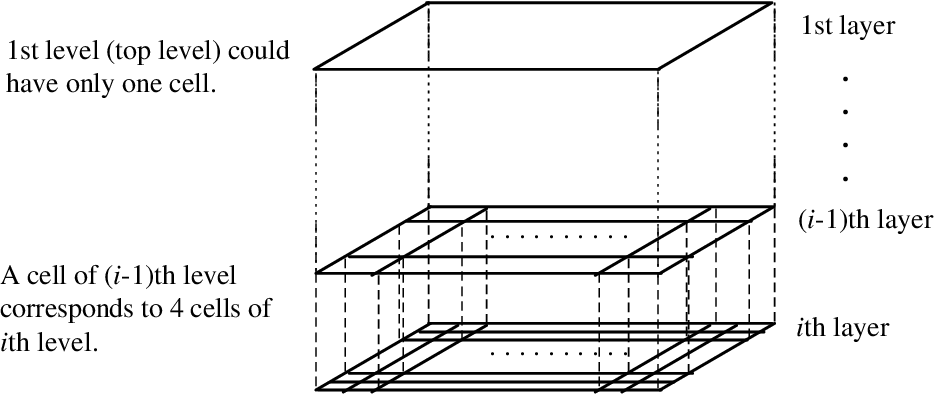 1st level (top level) could
have only one cell.
1st layer
(i-1)th layer
A cell of (i-1)th level
corresponds to 4 cells of
ith level.
ith layer